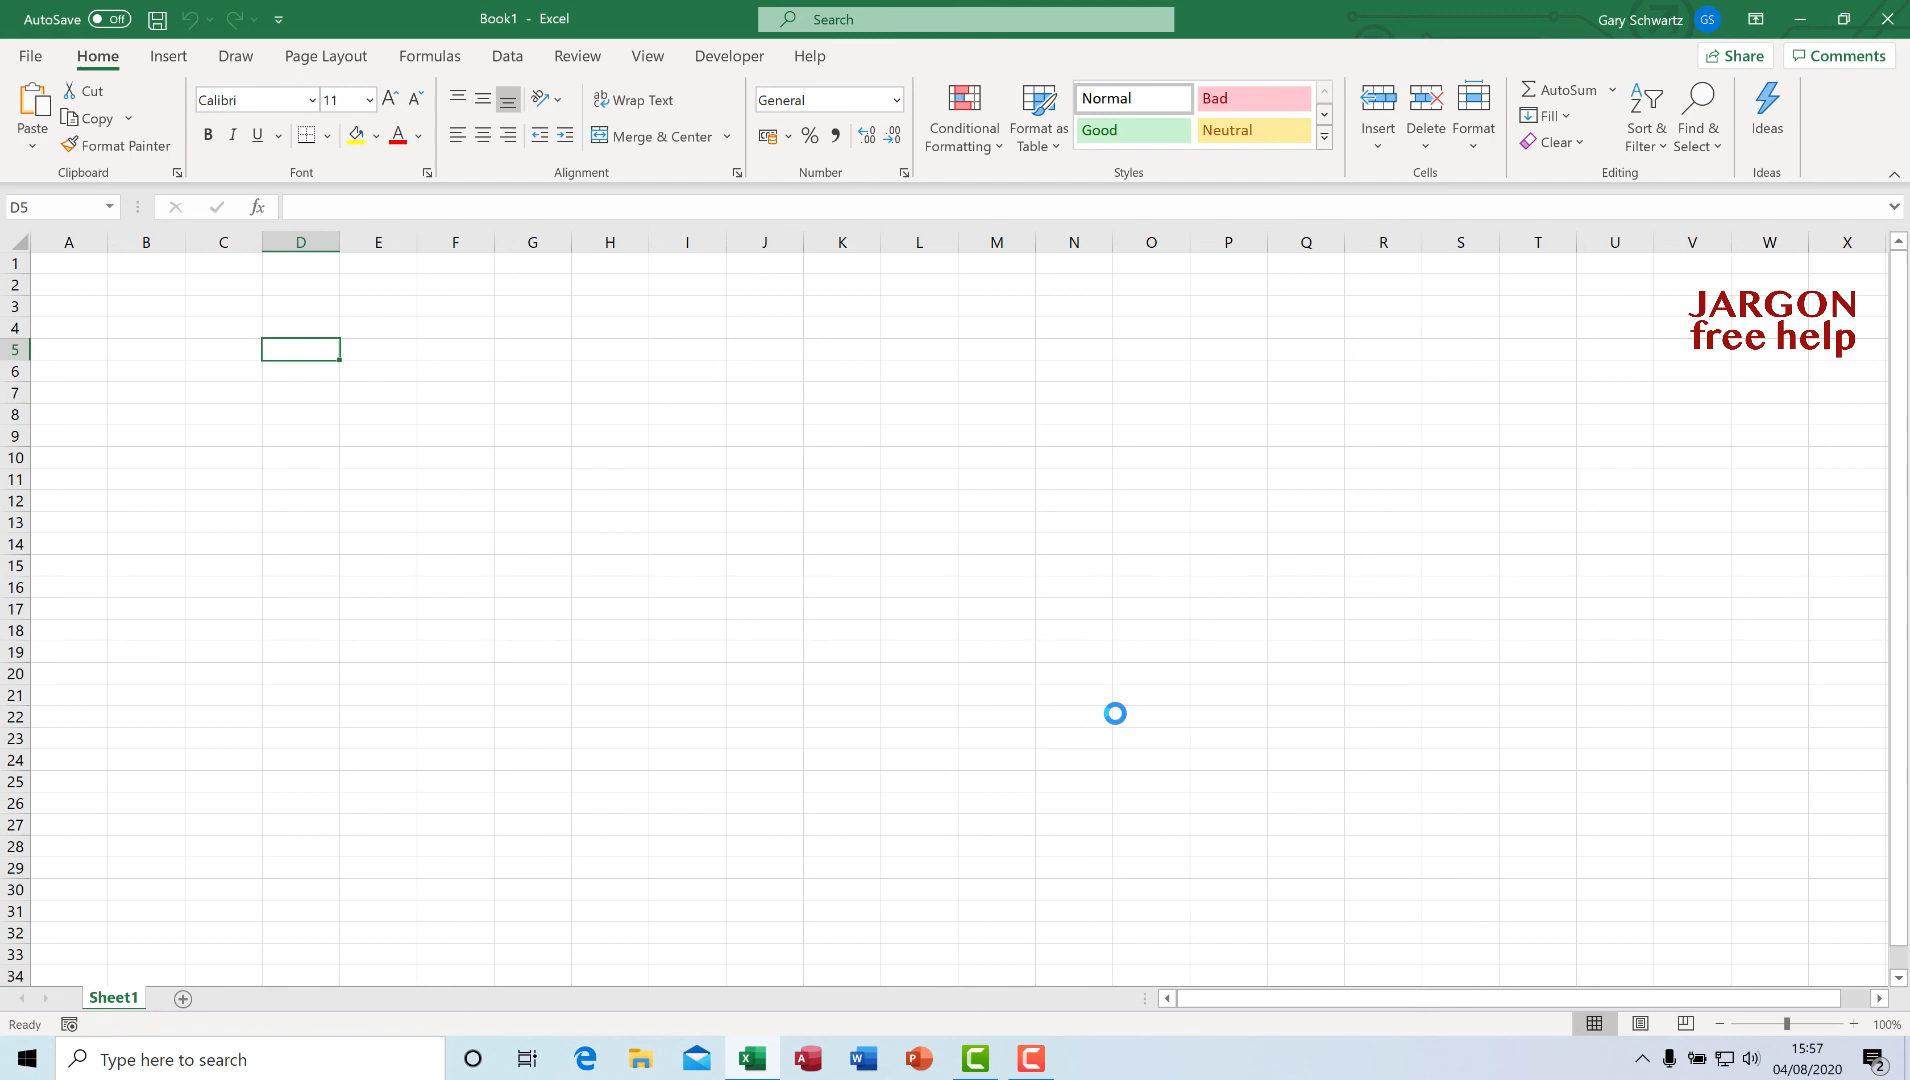 AutoSave Off Book1 - Excel Search Gary Schwartz GS
File Home Insert Draw Page Layout Formulas Data Review View Developer Help Share Comments
Paste
Cut
Copy
Format Painter
Clipboard
Calibri 11
B I U
Font
ab Wrap Text
Merge & Center
Alignment
General
Number
Conditional Formatting
Format as Table
Normal Bad
Good Neutral
Styles
Insert Delete Format
Cells
AutoSum
Fill
Clear
Sort & Filter
Find & Select
Editing
Ideas
Ideas
D5 fx
A B C D E F G H I J K L M N O P Q R S T U V W X
1
2
3
4
5
6
7
8
9
10
11
12
13
14
15
16
17
18
19
20
21
22
23
24
25
26
27
28
29
30
31
32
33
34
JARGON
free help
Sheet1
Ready 100%
Type here to search
15:57
04/08/2020
2